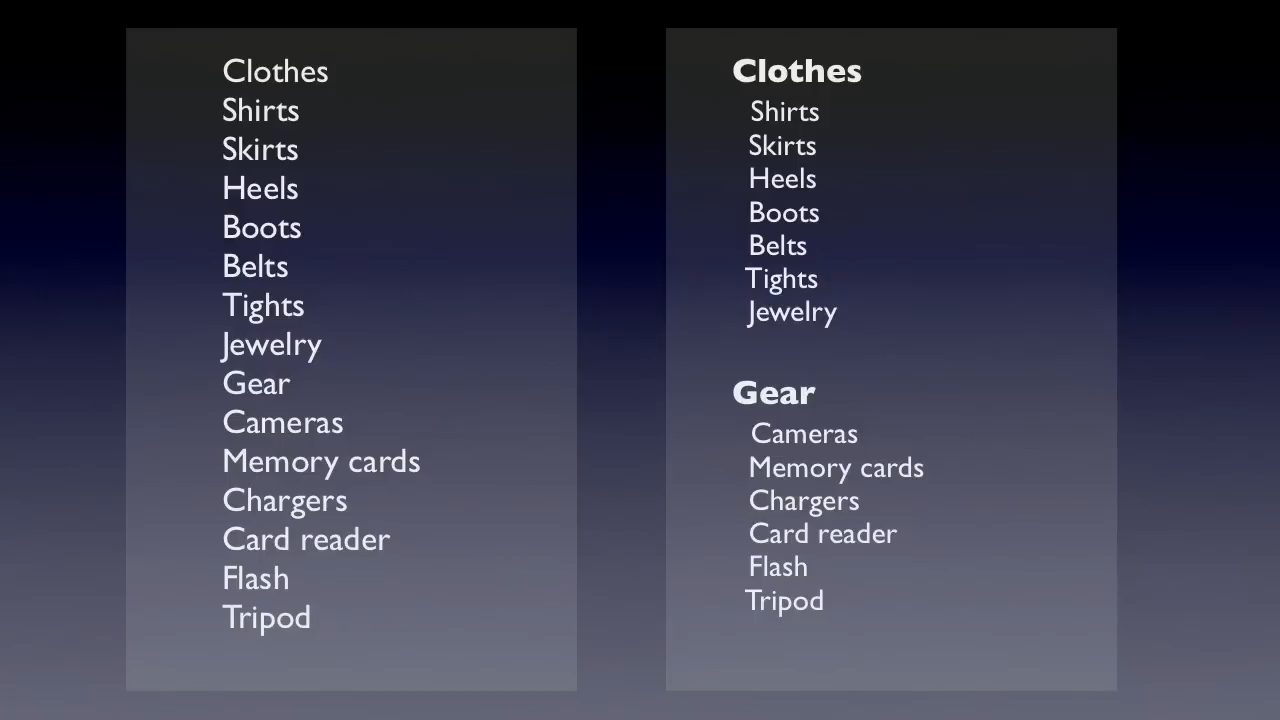 Clothes
Shirts
Skirts
Heels
Boots
Belts
Tights
Jewelry
Gear
Cameras
Memory cards
Chargers
Card reader
Flash
Tripod
Clothes
Shirts
Skirts
Heels
Boots
Belts
Tights
Jewelry
Gear
Cameras
Memory cards
Chargers
Card reader
Flash
Tripod